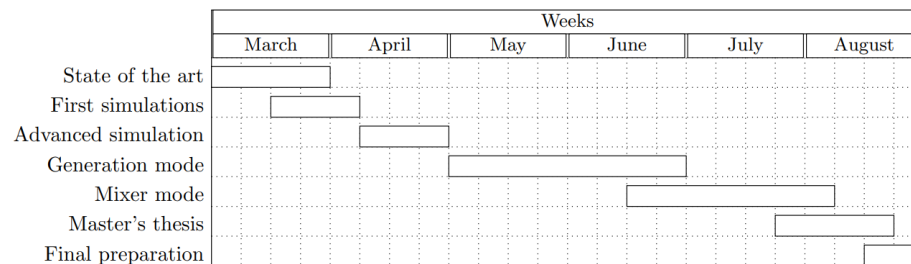 Weeks
March April May June July August
State of the art
First simulations
Advanced simulation
Generation mode
Mixer mode
Master's thesis
Final preparation